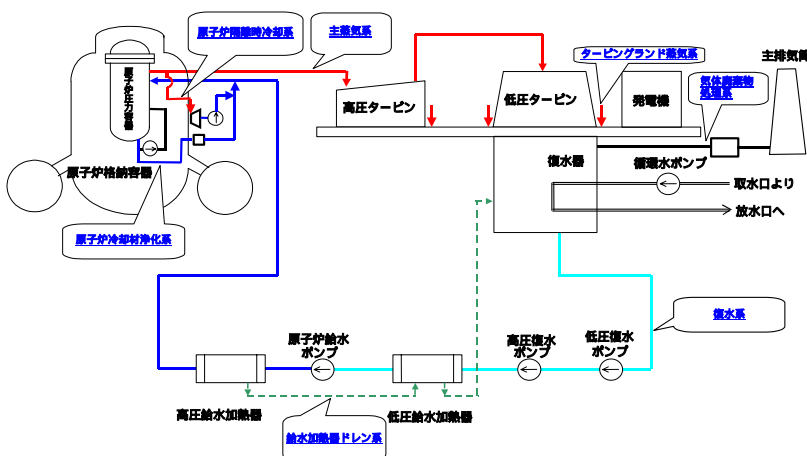 原子炉隔離時冷却系
主蒸気系
タービングランド蒸気系
主排気筒
原子炉圧力容器
高圧タービン
低圧タービン
発電機
気体廃棄物
処理系
原子炉格納容器
復水器
循環水ポンプ
取水口より
放水口へ
原子炉冷却材浄化系
復水系
原子炉給水
ポンプ
高圧復水
ポンプ
低圧復水
ポンプ
高圧給水加熱器
低圧給水加熱器
給水加熱器ドレン系